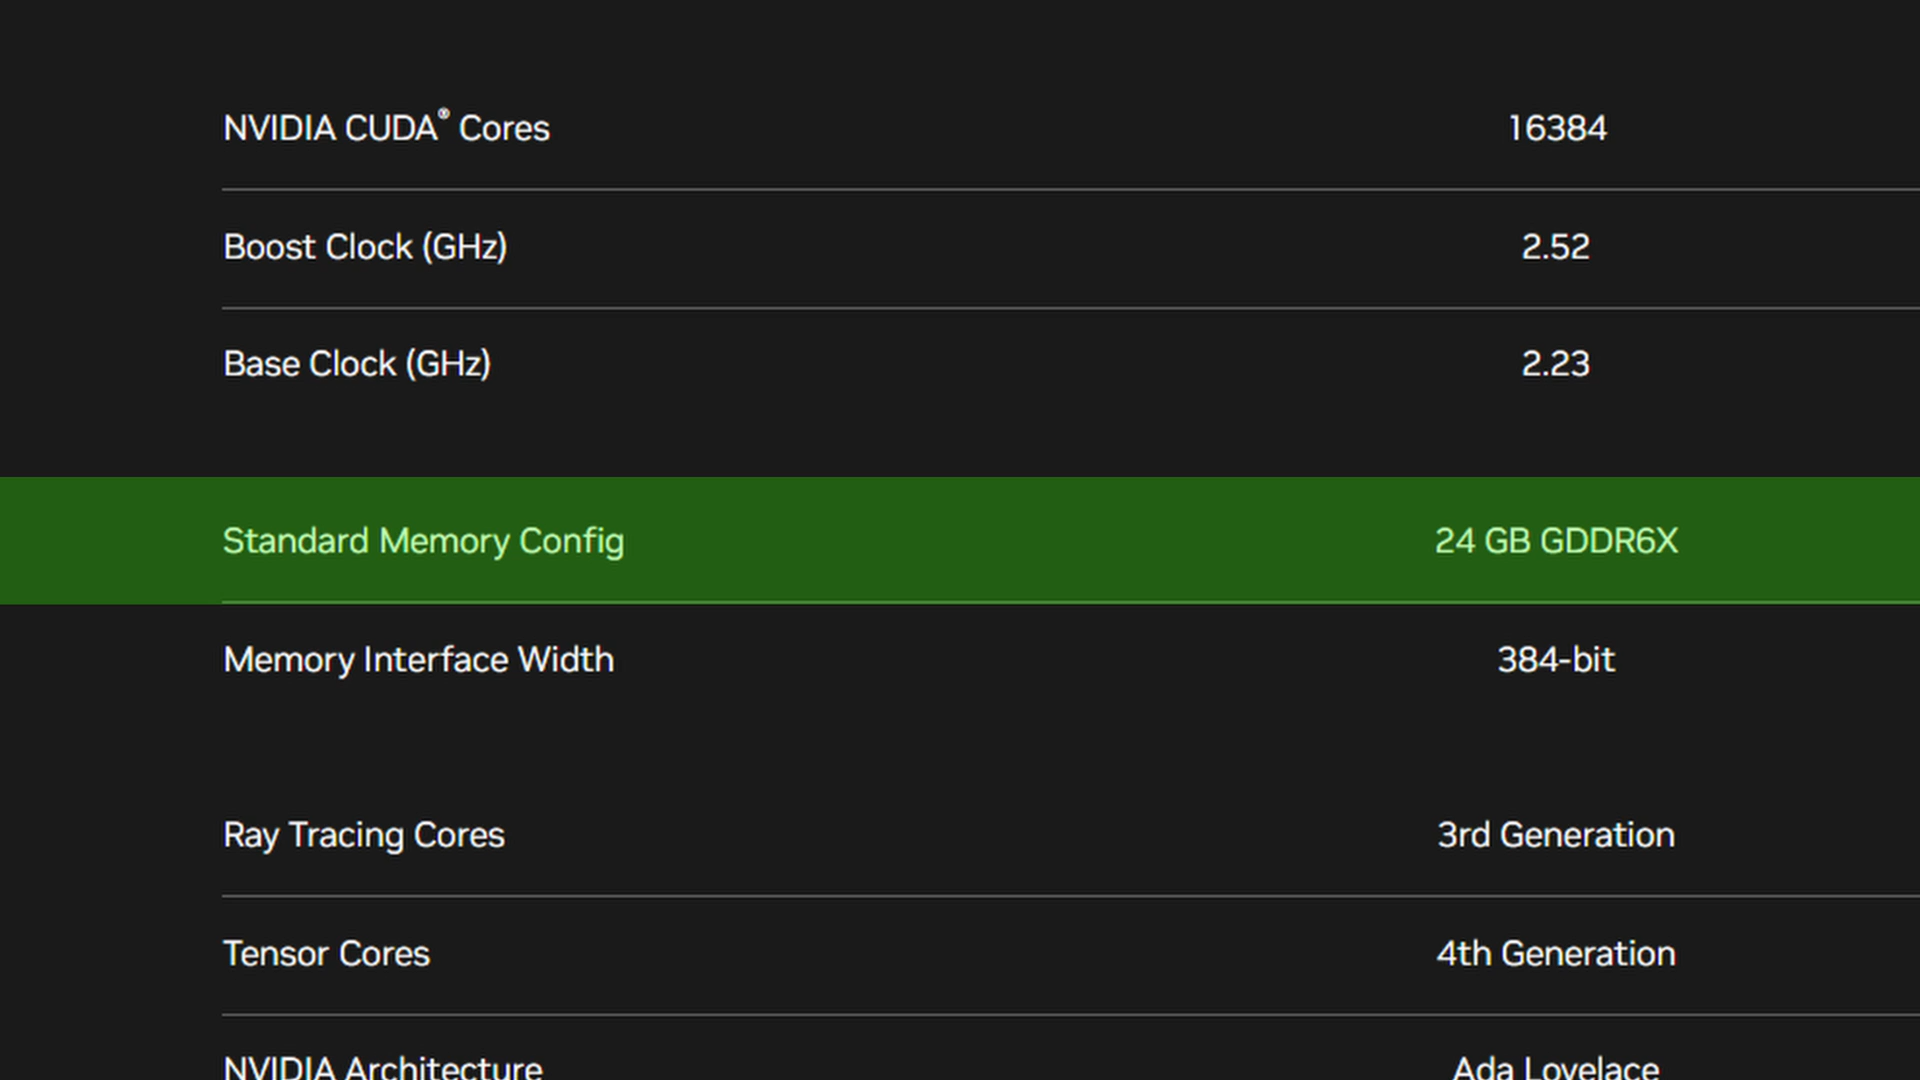 NVIDIA CUDA® Cores 16384
Boost Clock (GHz) 2.52
Base Clock (GHz) 2.23
Standard Memory Config 24 GB GDDR6X
Memory Interface Width 384-bit
Ray Tracing Cores 3rd Generation
Tensor Cores 4th Generation
NVIDIA Architecture Ada Lovelace